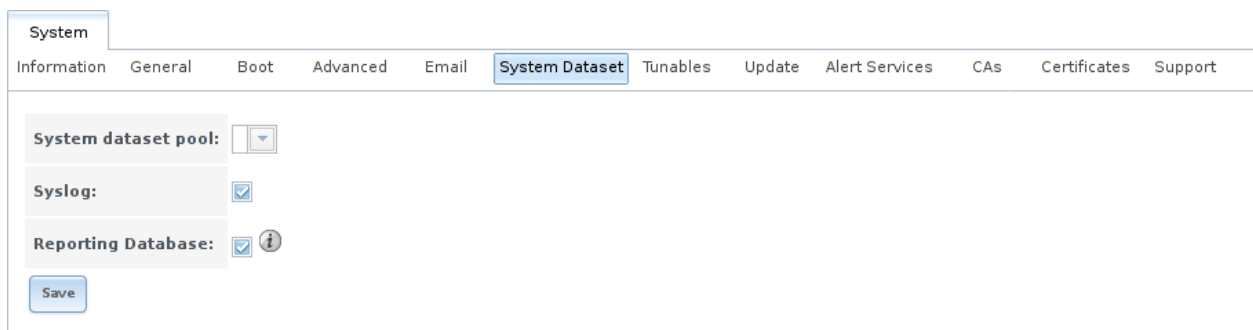 System
Information General Boot Advanced Email System Dataset Tunables Update Alert Services CAs Certificates Support
System dataset pool:
Syslog:
Reporting Database: i
Save